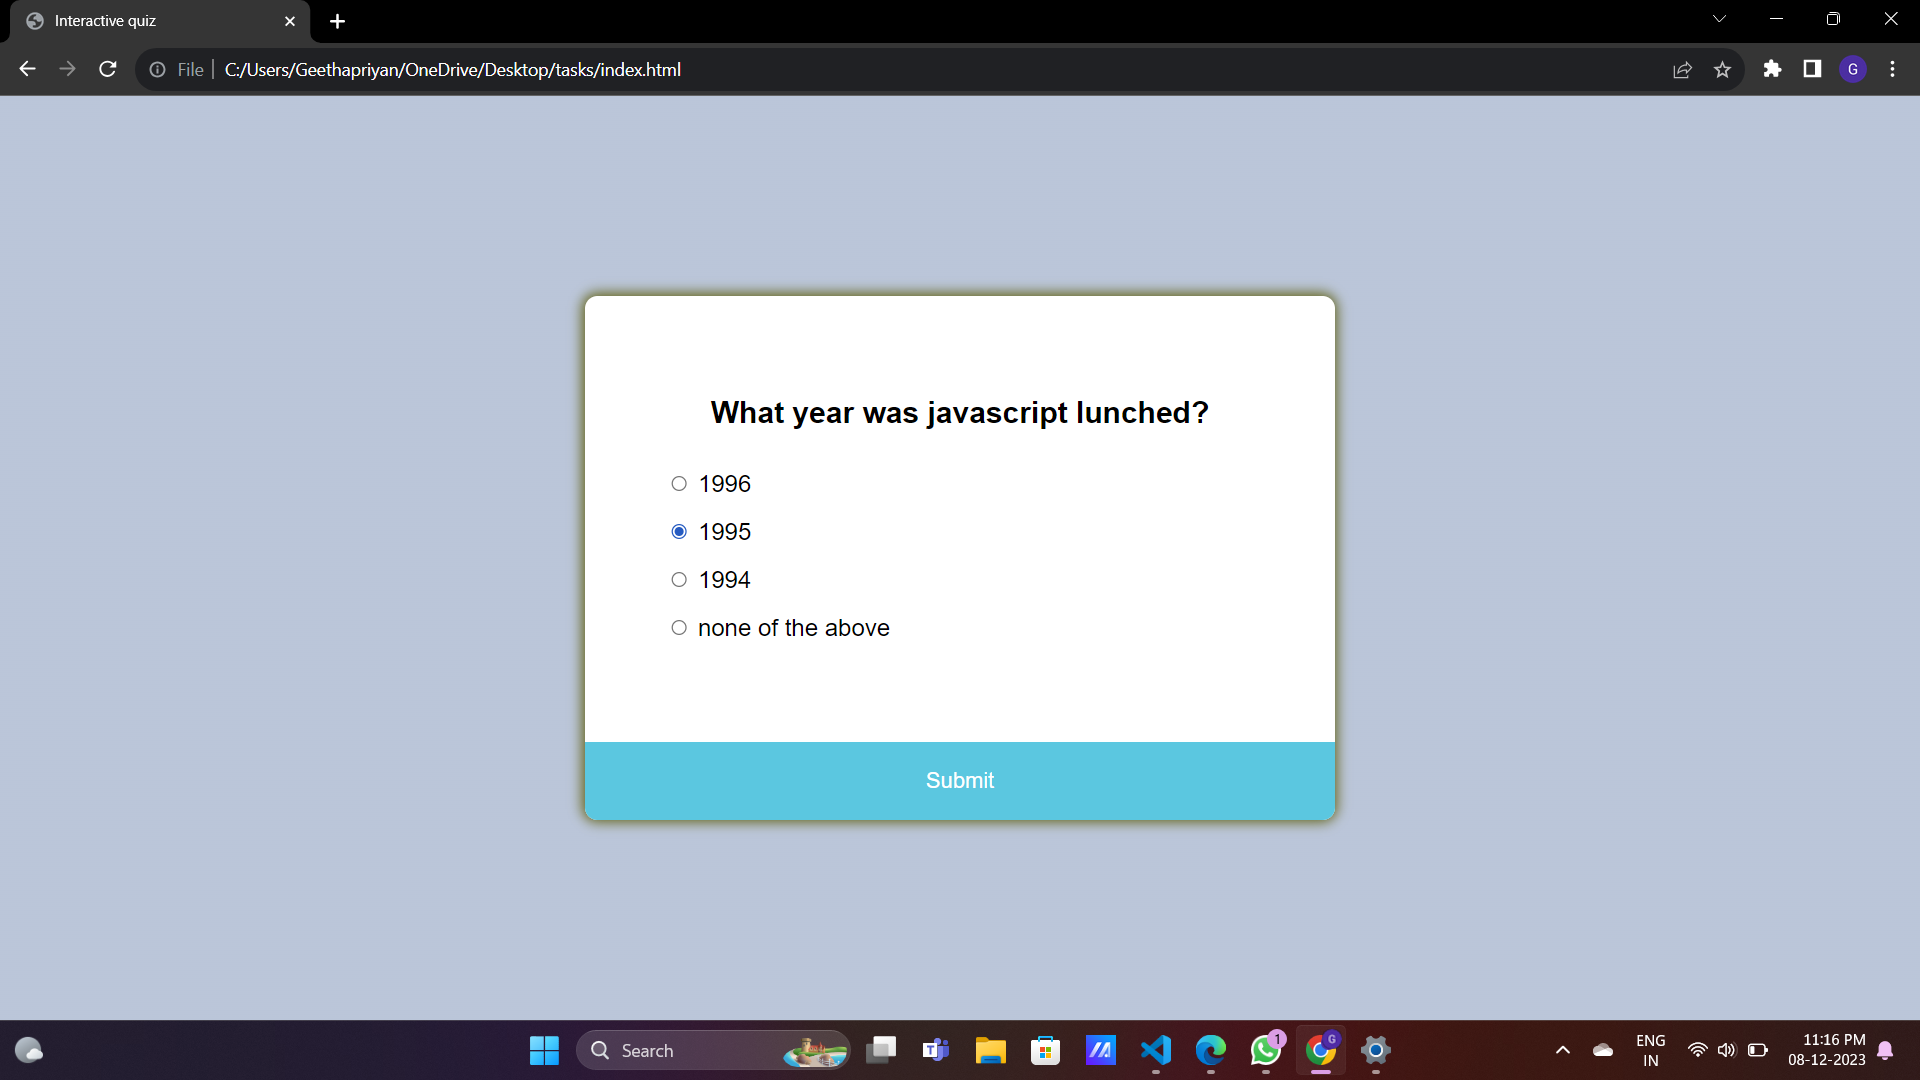 Interactive quiz
File
C:/Users/Geethapriyan/OneDrive/Desktop/tasks/index.html
G
What year was javascript lunched?
1996
1995
1994
none of the above
Submit
Search
1
G
ENG
IN
11:16 PM
08-12-2023